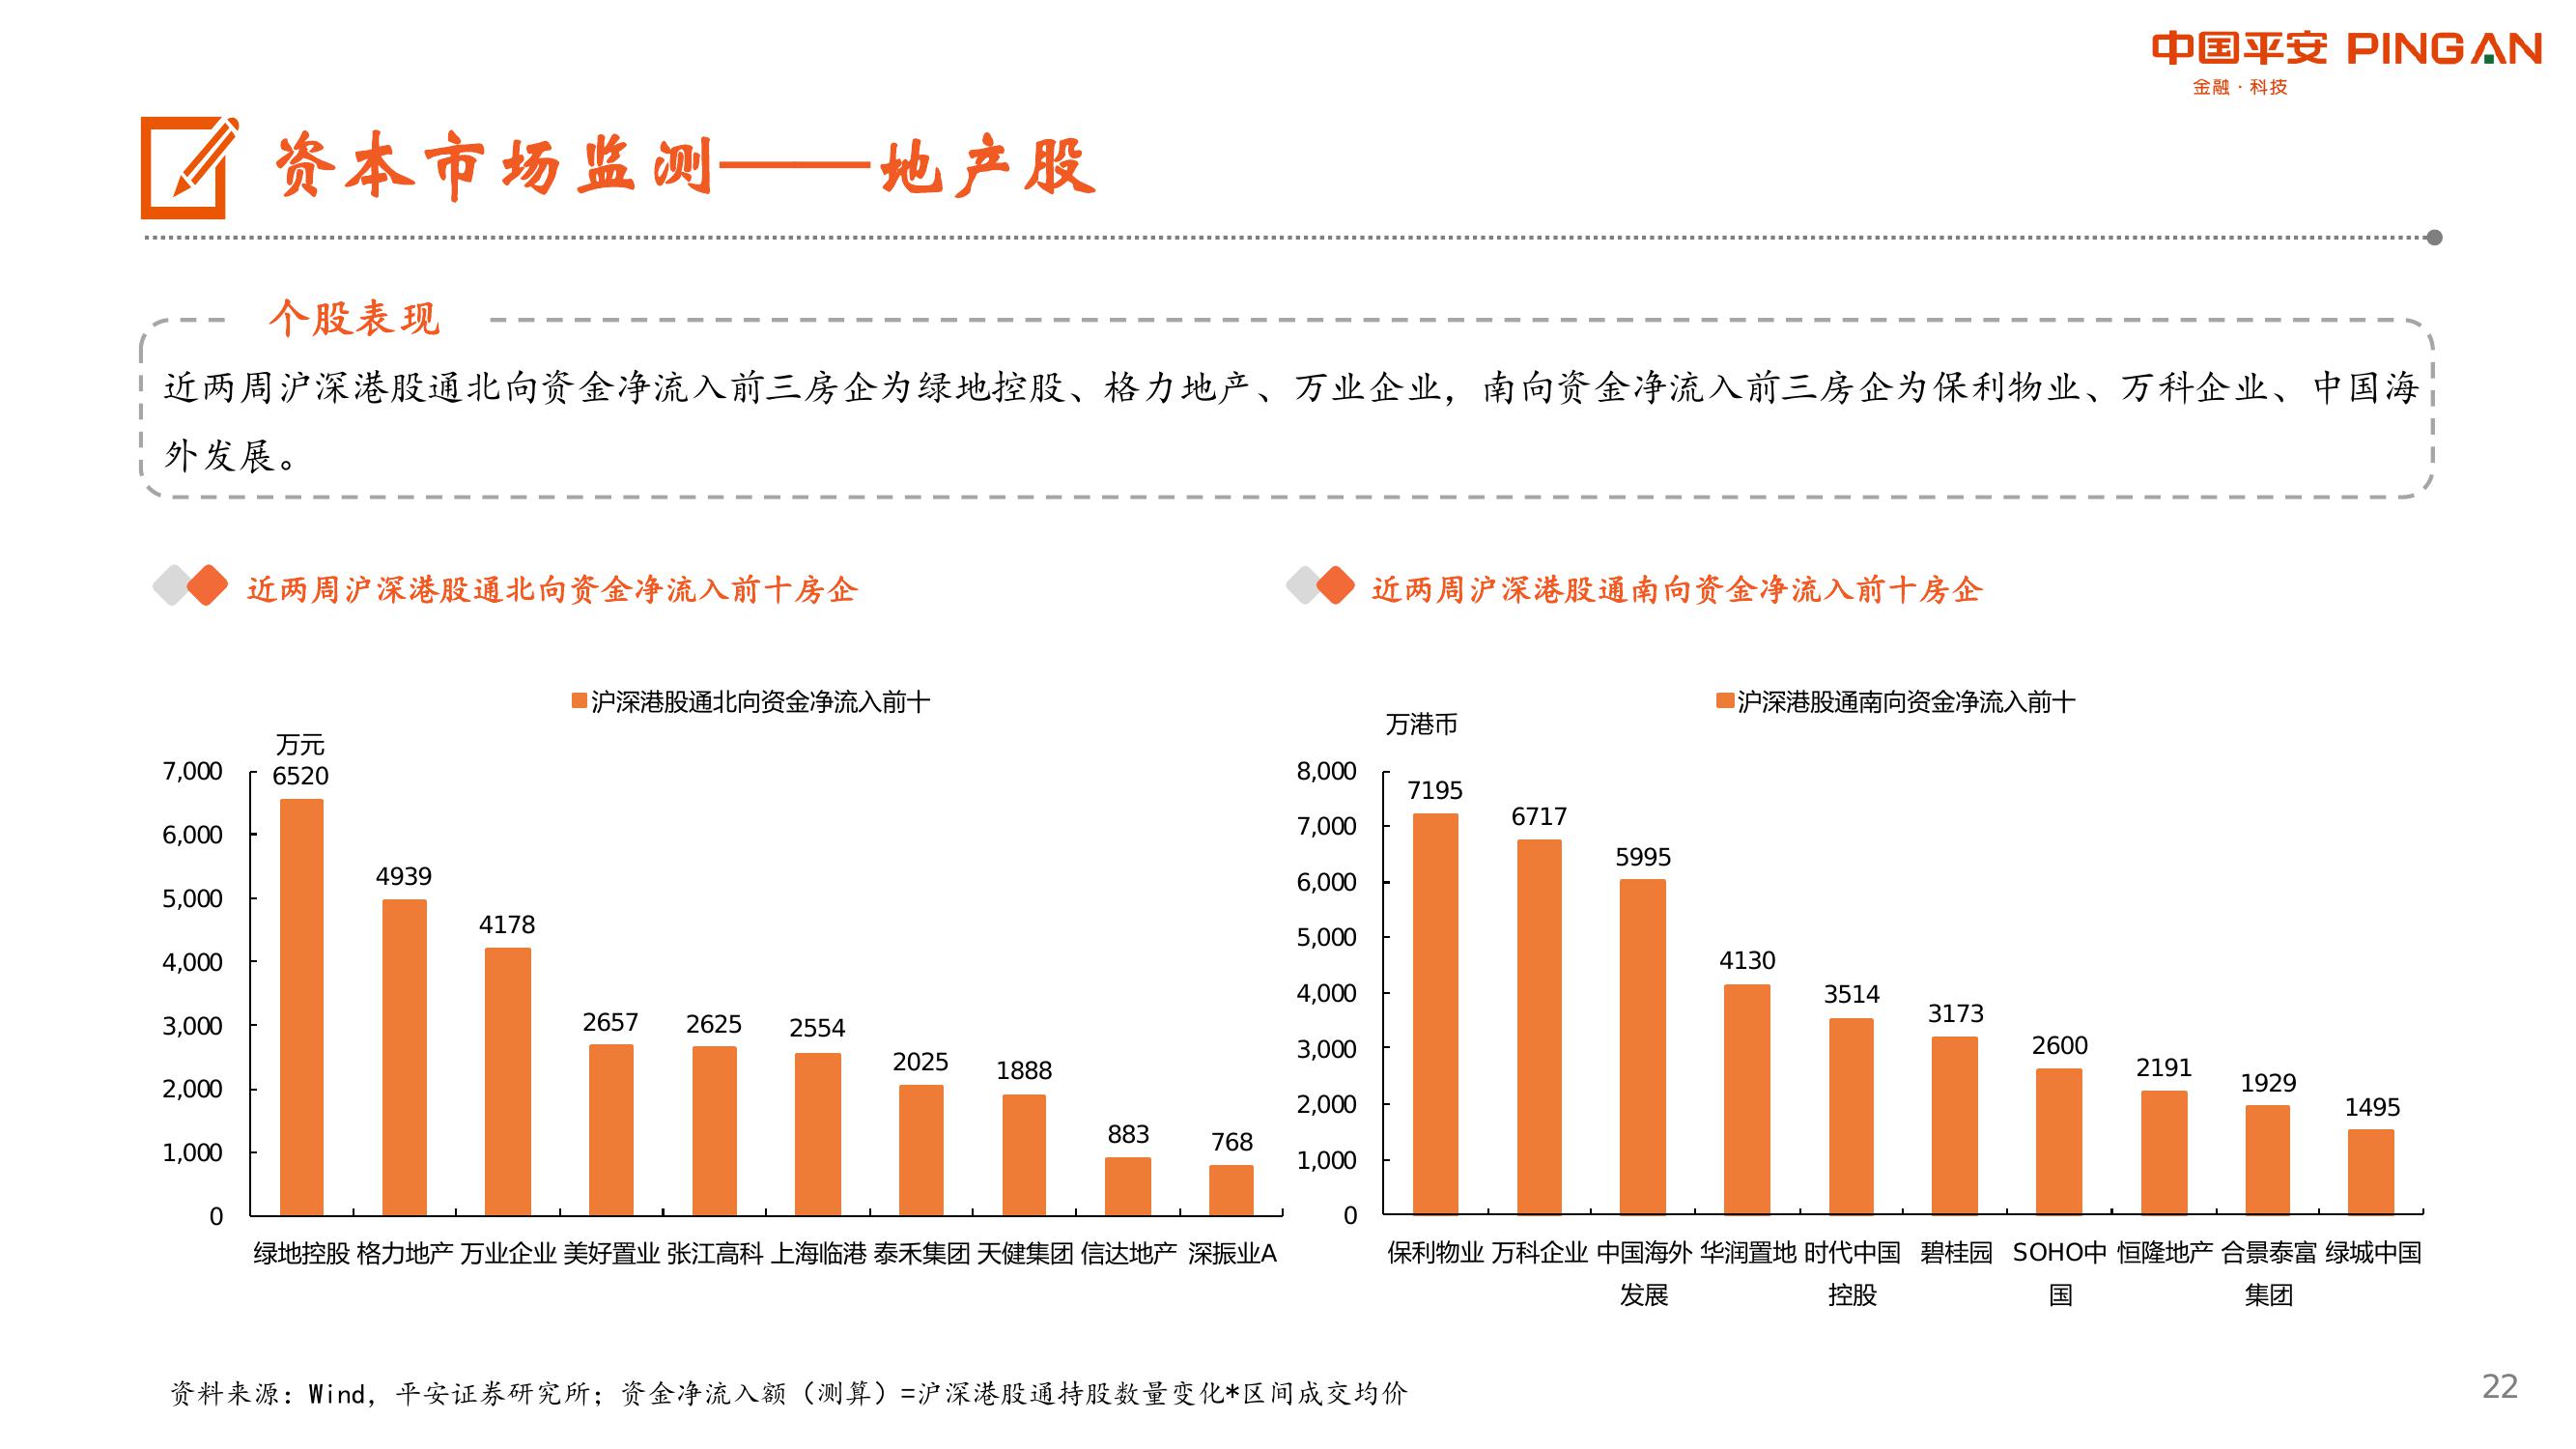 中国平安 PINGAN
金融·科技
资本市场监测——地产股
个股表现
近两周沪深港股通北向资金净流入前三房企为绿地控股、格力地产、万业企业，南向资金净流入前三房企为保利物业、万科企业、中国海
外发展。
近两周沪深港股通北向资金净流入前十房企
沪深港股通北向资金净流入前十
万元
7,000
6,000
5,000
4,000
3,000
2,000
1,000
0
6520
4939
4178
2657
2625
2554
2025
1888
883
768
绿地控股 格力地产 万业企业 美好置业 张江高科 上海临港 泰禾集团 天健集团 信达地产 深振业A
近两周沪深港股通南向资金净流入前十房企
沪深港股通南向资金净流入前十
万港币
8,000
7,000
6,000
5,000
4,000
3,000
2,000
1,000
0
7195
6717
5995
4130
3514
3173
2600
2191
1929
1495
保利物业 万科企业 中国海外 华润置地 时代中国 碧桂园 SOHO中 恒隆地产 合景泰富 绿城中国
发展 控股 国 集团
资料来源：Wind，平安证券研究所；资金净流入额（测算）=沪深港股通持股数量变化*区间成交均价
22